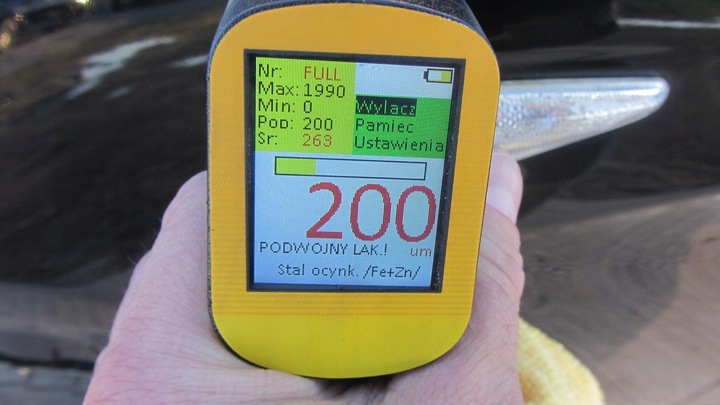 Nr: FULL
Max: 1990
Min: 0
Pod: 200
Sr: 263
Wylacz
Pamiec
Ustawienia
200
PODWOJNY LAK.! um
Stal ocynk. /Fe+Zn/